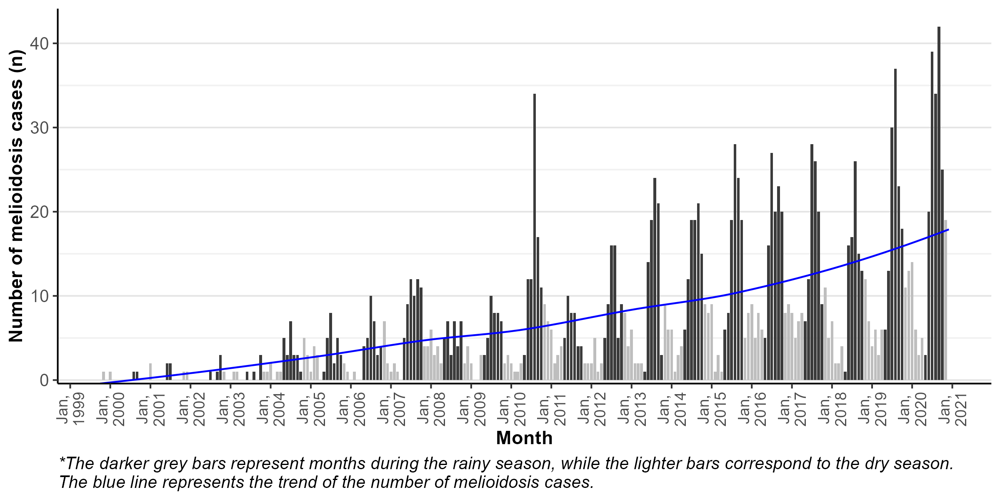 Number of melioidosis cases (n)
40
30
20
10
0
Jan,
1999
Jan,
2000
Jan,
2001
Jan,
2002
Jan,
2003
Jan,
2004
Jan,
2005
Jan,
2006
Jan,
2007
Jan,
2008
Jan,
2009
Jan,
2010
Jan,
2011
Jan,
2012
Jan,
2013
Jan,
2014
Jan,
2015
Jan,
2016
Jan,
2017
Jan,
2018
Jan,
2019
Jan,
2020
Jan,
2021
Month
*The darker grey bars represent months during the rainy season, while the lighter bars correspond to the dry season.
The blue line represents the trend of the number of melioidosis cases.